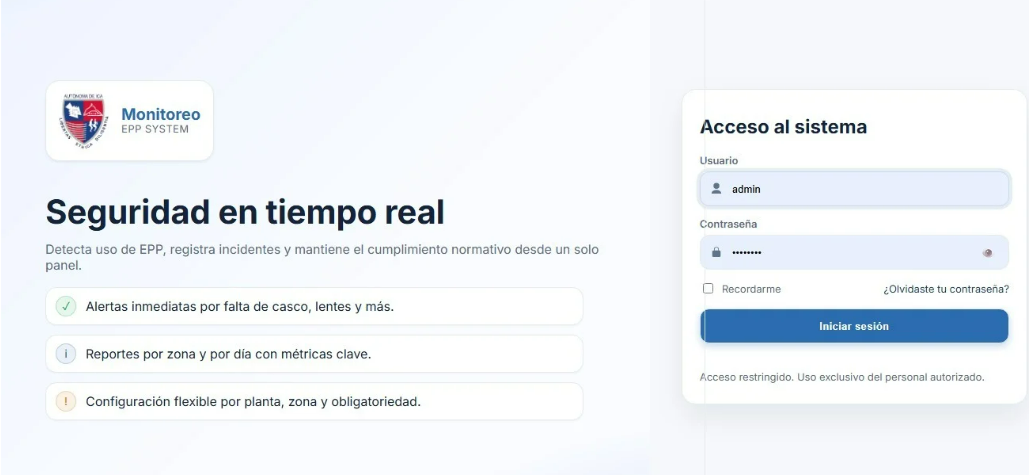 AUTÓNOMA DE ICA
Monitoreo
EPP SYSTEM
Seguridad en tiempo real
Detecta uso de EPP, registra incidentes y mantiene el cumplimiento normativo desde un solo
panel.
✓ Alertas inmediatas por falta de casco, lentes y más.
i Reportes por zona y por día con métricas clave.
! Configuración flexible por planta, zona y obligatoriedad.
Acceso al sistema
Usuario
admin
Contraseña
••••••••
Recordarme ¿Olvidaste tu contraseña?
Iniciar sesión
Acceso restringido. Uso exclusivo del personal autorizado.